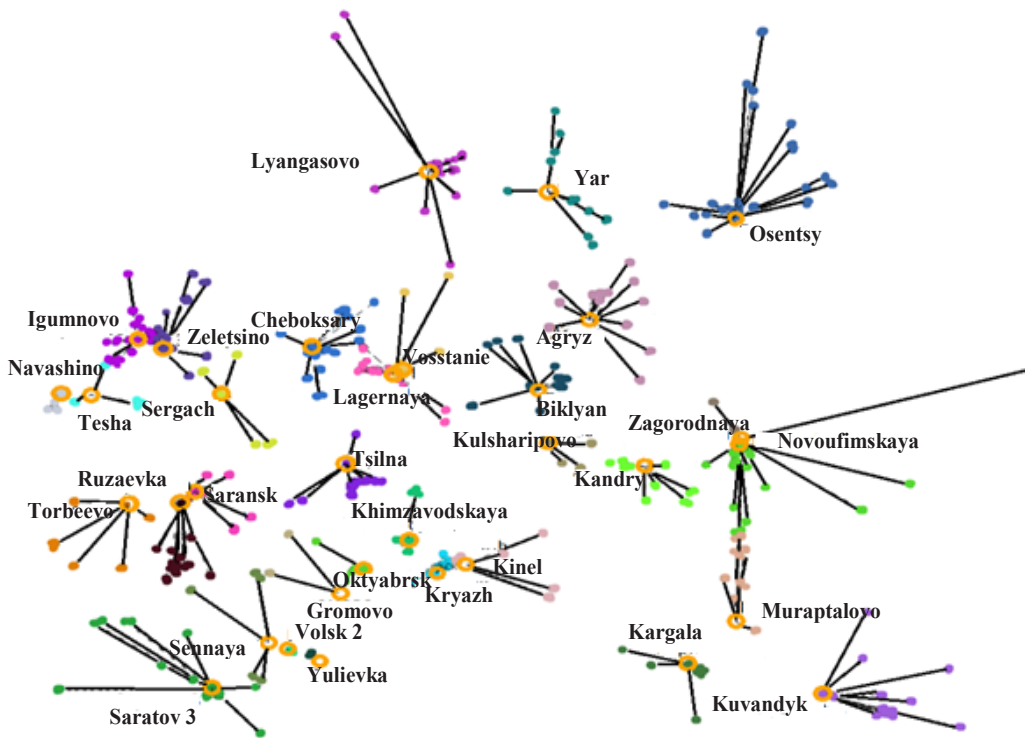 Lyangasovo
Yar
Osentsy
Igumnovo
Zeletsino
Cheboksary
Vosstanie
Agryz
Navashino
Tesha
Sergach
Lagernaya
Biklyan
Kulsharipovo
Zagorodnaya
Novoufimskaya
Kandry
Tsilna
Ruzaevka
Saransk
Torbeevo
Khimzavodskaya
Oktyabrsk
Kryazh
Kinel
Gromovo
Muraptalovo
Sennaya
Volsk 2
Yulievka
Kargala
Saratov 3
Kuvandyk